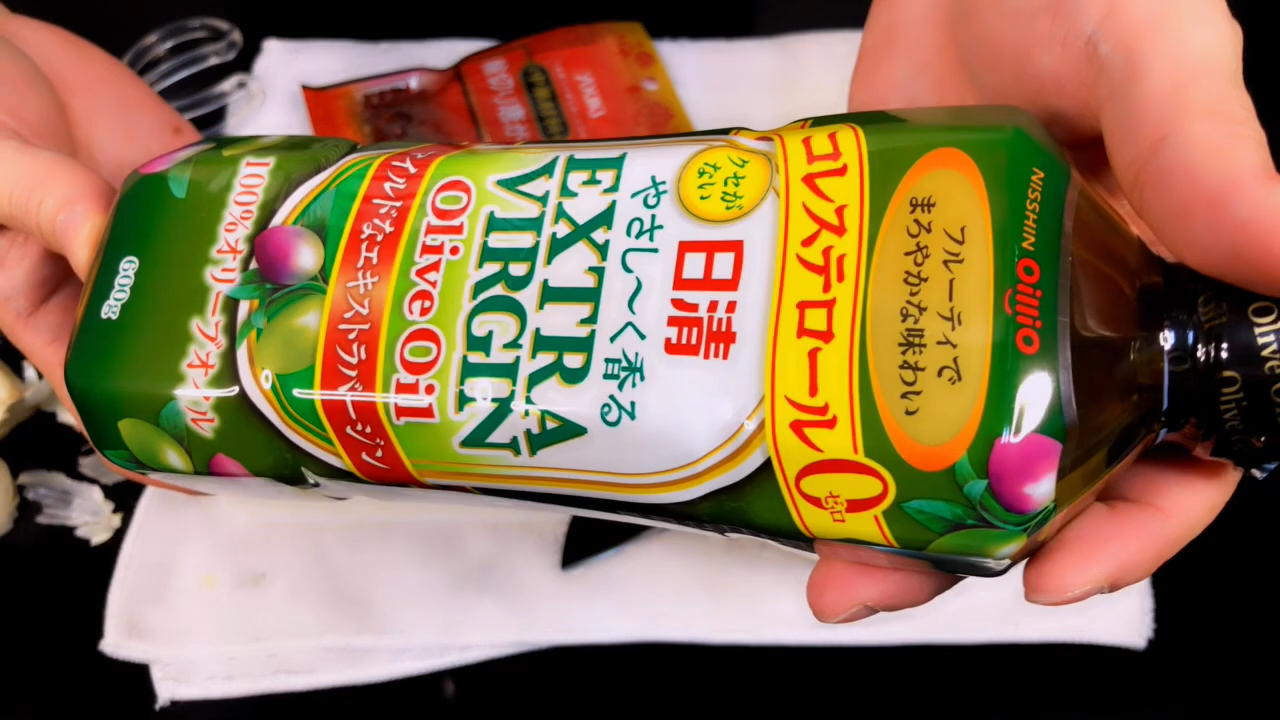 NISSHIN OilliO
フルーティで
まろやかな味わい
コレステロール0
ゼロ
クセが
ない
日清
やさし〜く香る
EXTRA
VIRGIN
Olive Oil
マイルドなエキストラバージン
100%オリーブオイル
600g
YOUKI
Olive
Olive